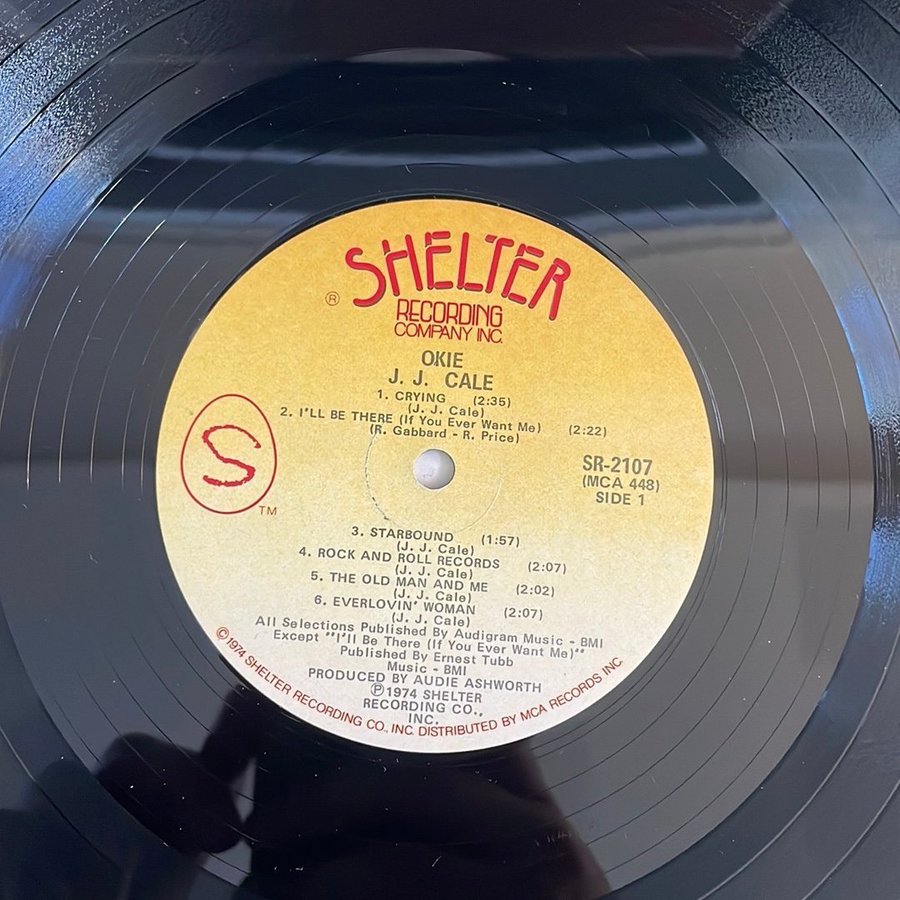 SHELTER
®
RECORDING
COMPANY INC.
OKIE
J. J. CALE
1. CRYING (2:35)
(J. J. Cale)
2. I'LL BE THERE (If You Ever Want Me) (2:22)
(R. Gabbard - R. Price)
S
TM
SR-2107
(MCA 448)
SIDE 1
3. STARBOUND (1:57)
(J. J. Cale)
4. ROCK AND ROLL RECORDS (2:07)
(J. J. Cale)
5. THE OLD MAN AND ME (2:02)
(J. J. Cale)
6. EVERLOVIN' WOMAN (2:07)
(J. J. Cale)
All Selections Published By Audigram Music - BMI
Except "I'll Be There (If You Ever Want Me)"
Published By Ernest Tubb
Music - BMI
PRODUCED BY AUDIE ASHWORTH
℗1974 SHELTER
RECORDING CO.,
INC.
©1974 SHELTER RECORDING CO., INC. DISTRIBUTED BY MCA RECORDS INC.